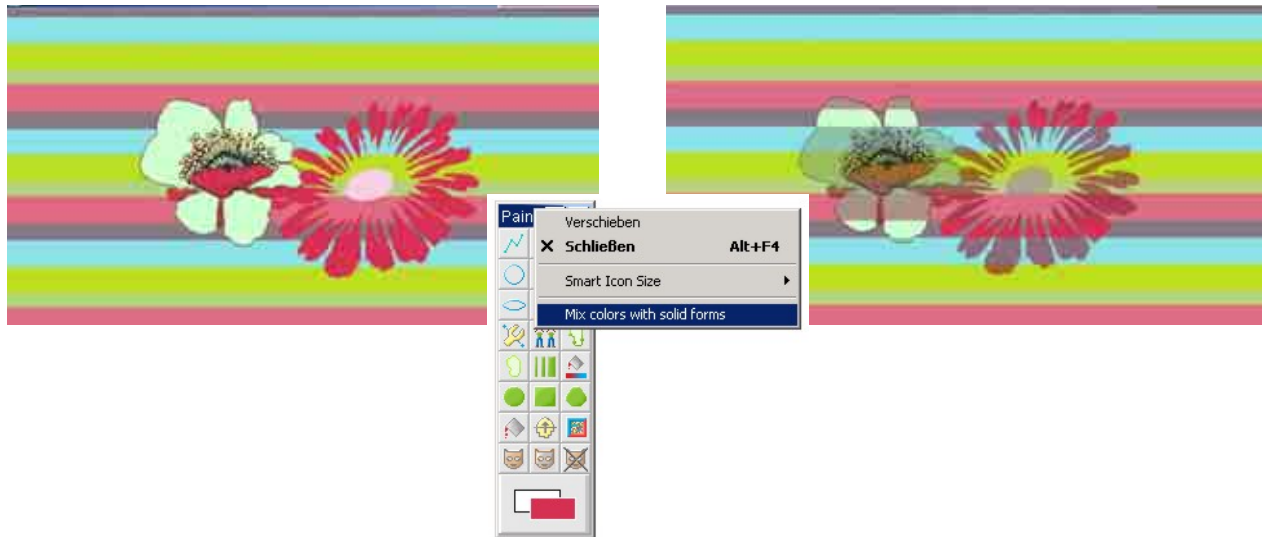 Pain
Verschieben
Schließen Alt+F4
Smart Icon Size
Mix colors with solid forms